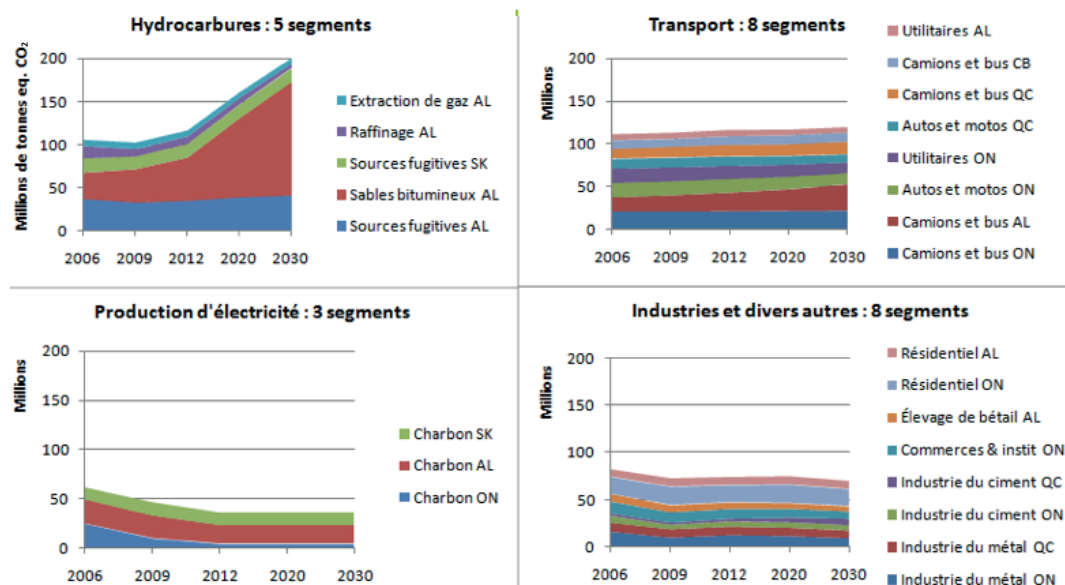 Hydrocarbures : 5 segments
Millions de tonnes eq. CO₂
200
150
100
50
0
2006 2009 2012 2020 2030
Extraction de gaz AL
Raffinage AL
Sources fugitives SK
Sables bitumineux AL
Sources fugitives AL
Transport : 8 segments
Millions
200
150
100
50
0
2006 2009 2012 2020 2030
Utilitaires AL
Camions et bus CB
Camions et bus QC
Autos et motos QC
Utilitaires ON
Autos et motos ON
Camions et bus AL
Camions et bus ON
Production d'électricité : 3 segments
Millions
200
150
100
50
0
2006 2009 2012 2020 2030
Charbon SK
Charbon AL
Charbon ON
Industries et divers autres : 8 segments
Millions
200
150
100
50
0
2006 2009 2012 2020 2030
Résidentiel AL
Résidentiel ON
Élevage de bétail AL
Commerces & instit ON
Industrie du ciment QC
Industrie du ciment ON
Industrie du métal QC
Industrie du métal ON